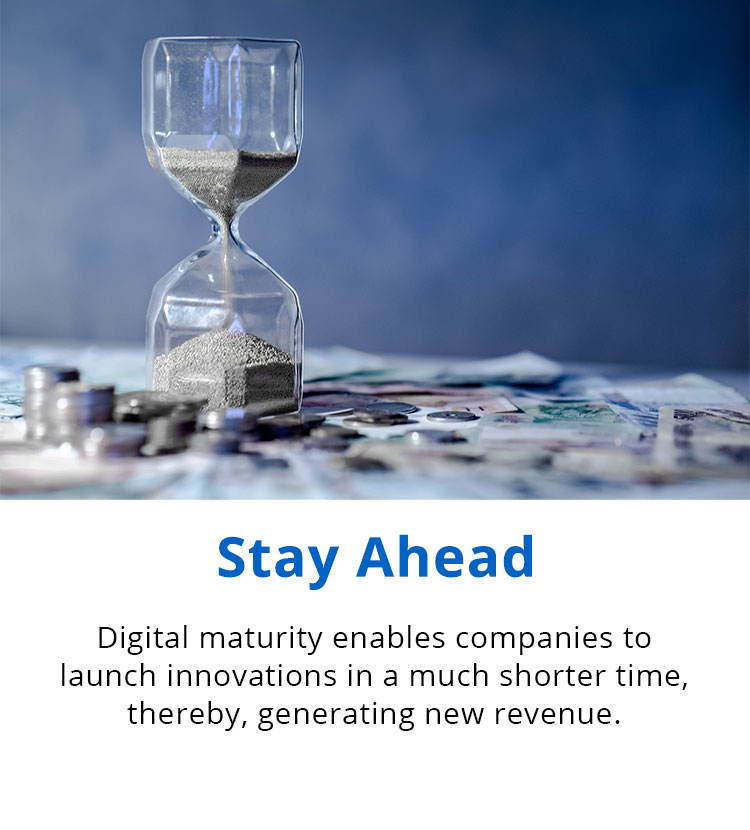 Stay Ahead
Digital maturity enables companies to
launch innovations in a much shorter time,
thereby, generating new revenue.